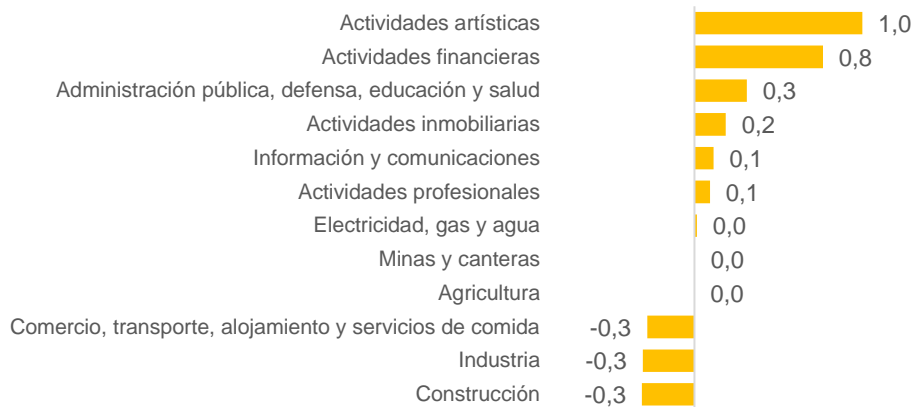 Actividades artísticas 1,0
Actividades financieras 0,8
Administración pública, defensa, educación y salud 0,3
Actividades inmobiliarias 0,2
Información y comunicaciones 0,1
Actividades profesionales 0,1
Electricidad, gas y agua 0,0
Minas y canteras 0,0
Agricultura 0,0
Comercio, transporte, alojamiento y servicios de comida -0,3
Industria -0,3
Construcción -0,3